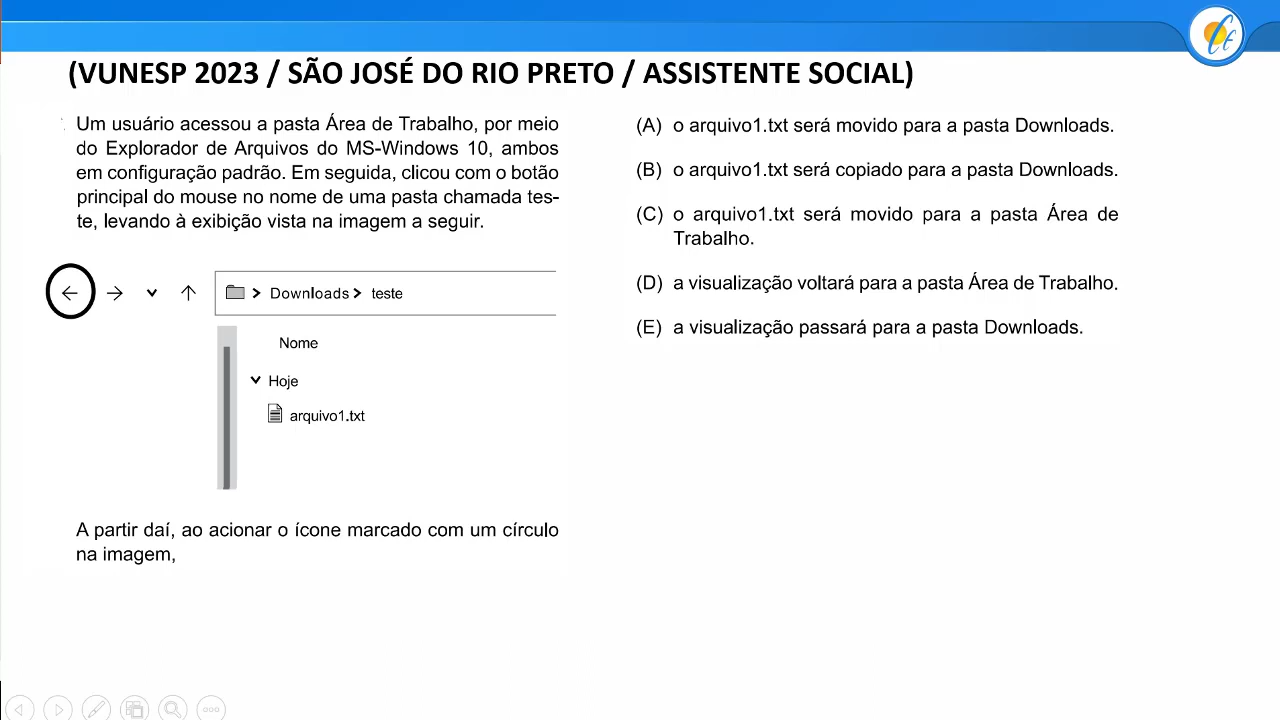 (VUNESP 2023 / SÃO JOSÉ DO RIO PRETO / ASSISTENTE SOCIAL)
Um usuário acessou a pasta Área de Trabalho, por meio
do Explorador de Arquivos do MS-Windows 10, ambos
em configuração padrão. Em seguida, clicou com o botão
principal do mouse no nome de uma pasta chamada tes-
te, levando à exibição vista na imagem a seguir.
Downloads > teste
Nome
Hoje
arquivo1.txt
A partir daí, ao acionar o ícone marcado com um círculo
na imagem,
(A) o arquivo1.txt será movido para a pasta Downloads.
(B) o arquivo1.txt será copiado para a pasta Downloads.
(C) o arquivo1.txt será movido para a pasta Área de
Trabalho.
(D) a visualização voltará para a pasta Área de Trabalho.
(E) a visualização passará para a pasta Downloads.